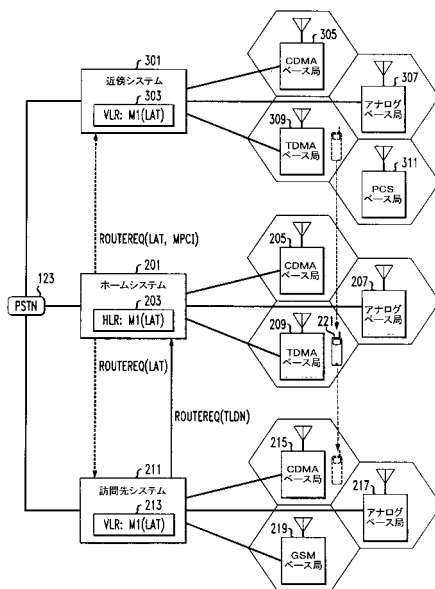 301
近傍システム
303
VLR: M1(LAT)
305
CDMA
ベース局
307
アナログ
ベース局
309
TDMA
ベース局
311
PCS
ベース局
ROUTEREQ(LAT, MPCI)
123
PSTN
201
ホームシステム
203
HLR: M1(LAT)
205
CDMA
ベース局
207
アナログ
ベース局
209
TDMA
ベース局
221
ROUTEREQ(LAT)
ROUTEREQ(TLDN)
211
訪問先システム
213
VLR: M1(LAT)
215
CDMA
ベース局
217
アナログ
ベース局
219
GSM
ベース局